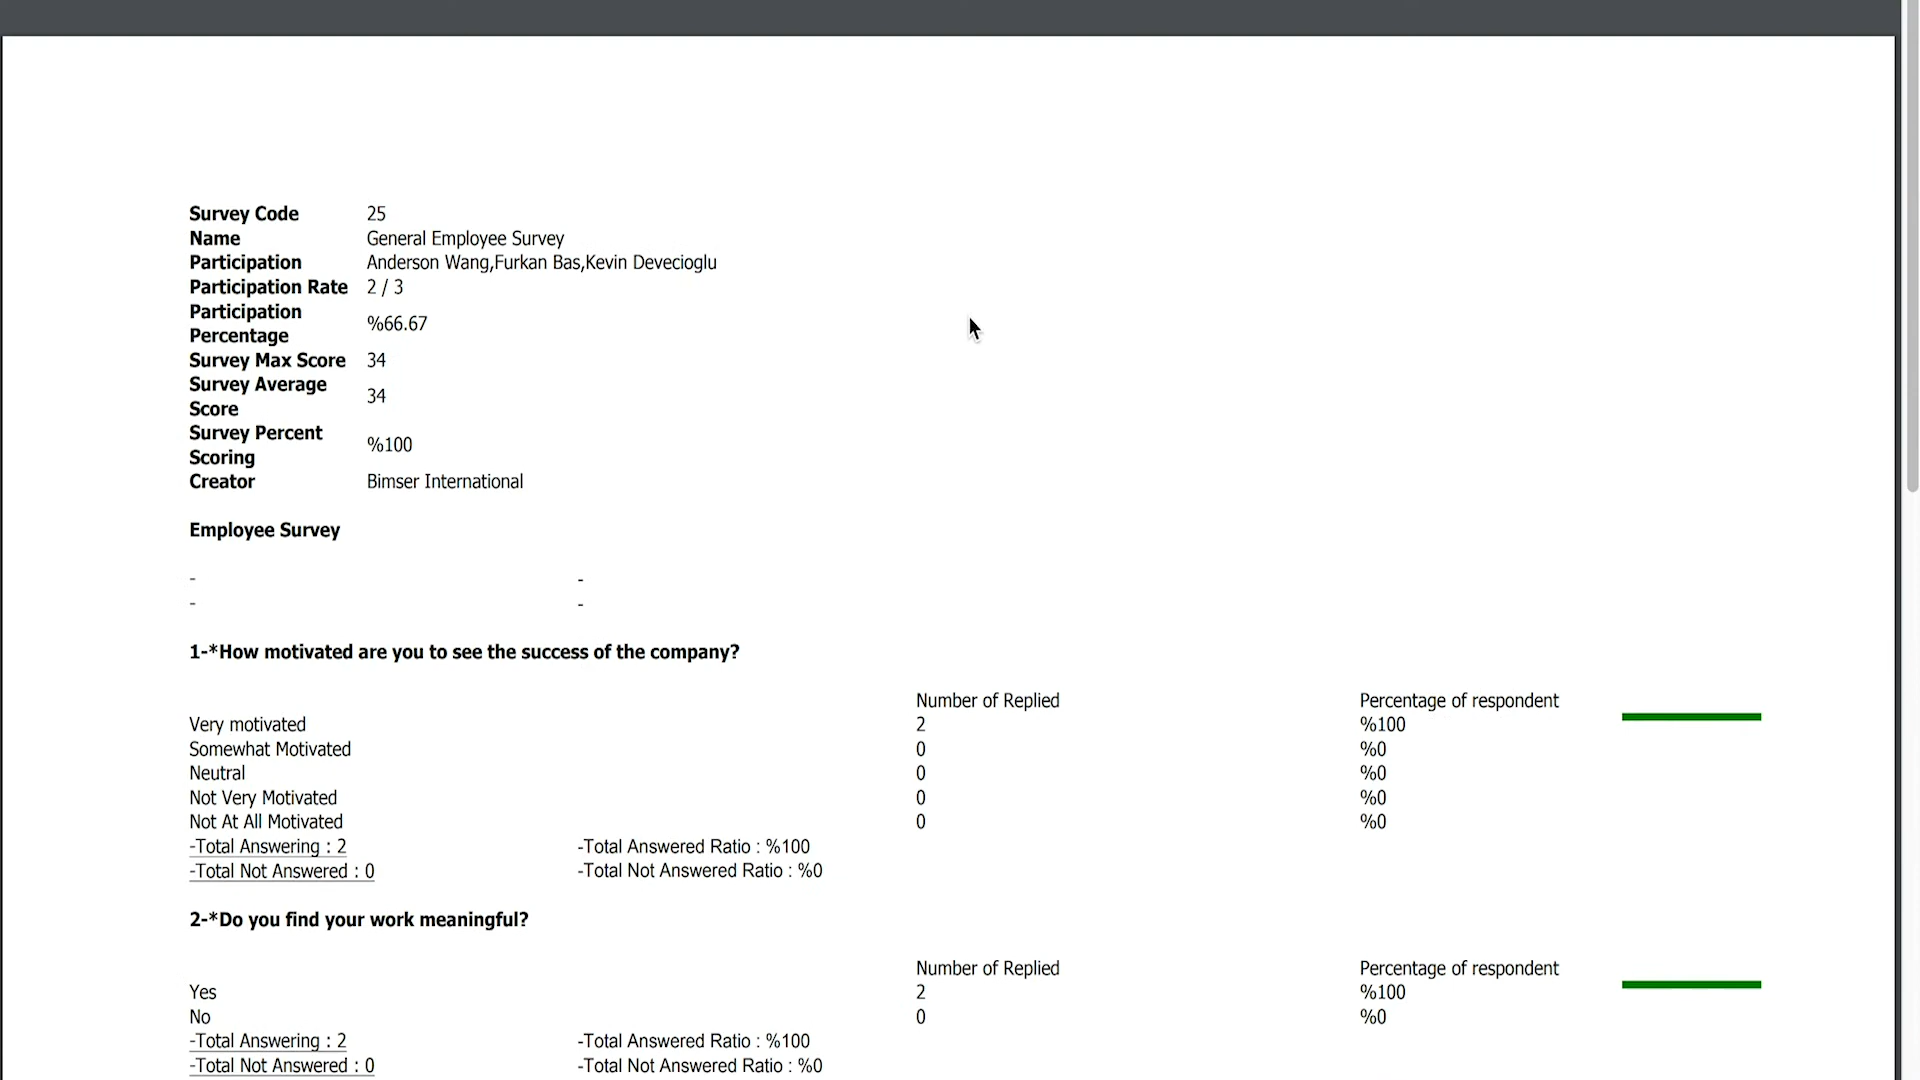 Survey Code 25
Name General Employee Survey
Participation Anderson Wang,Furkan Bas,Kevin Devecioglu
Participation Rate 2 / 3
Participation
Percentage %66.67
Survey Max Score 34
Survey Average
Score 34
Survey Percent
Scoring %100
Creator Bimser International
Employee Survey
- -
- -
1-*How motivated are you to see the success of the company?
Number of Replied Percentage of respondent
Very motivated 2 %100
Somewhat Motivated 0 %0
Neutral 0 %0
Not Very Motivated 0 %0
Not At All Motivated 0 %0
-Total Answering : 2 -Total Answered Ratio : %100
-Total Not Answered : 0 -Total Not Answered Ratio : %0
2-*Do you find your work meaningful?
Number of Replied Percentage of respondent
Yes 2 %100
No 0 %0
-Total Answering : 2 -Total Answered Ratio : %100
-Total Not Answered : 0 -Total Not Answered Ratio : %0